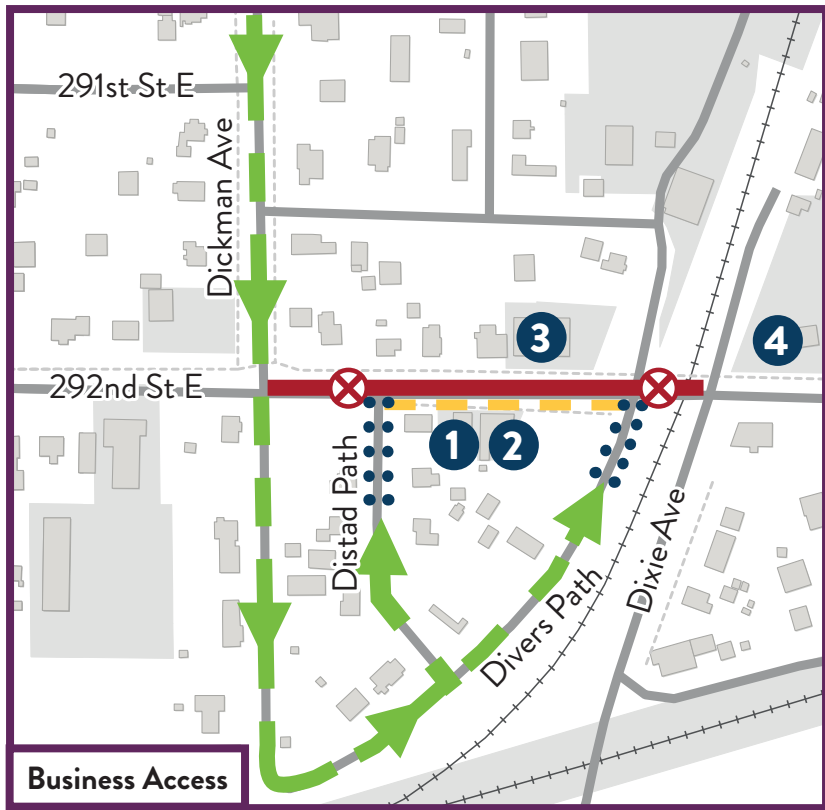 291st St E
Dickman Ave
3
4
292nd St E
1
2
Distad Path
Dixie Ave
Divers Path
Business Access